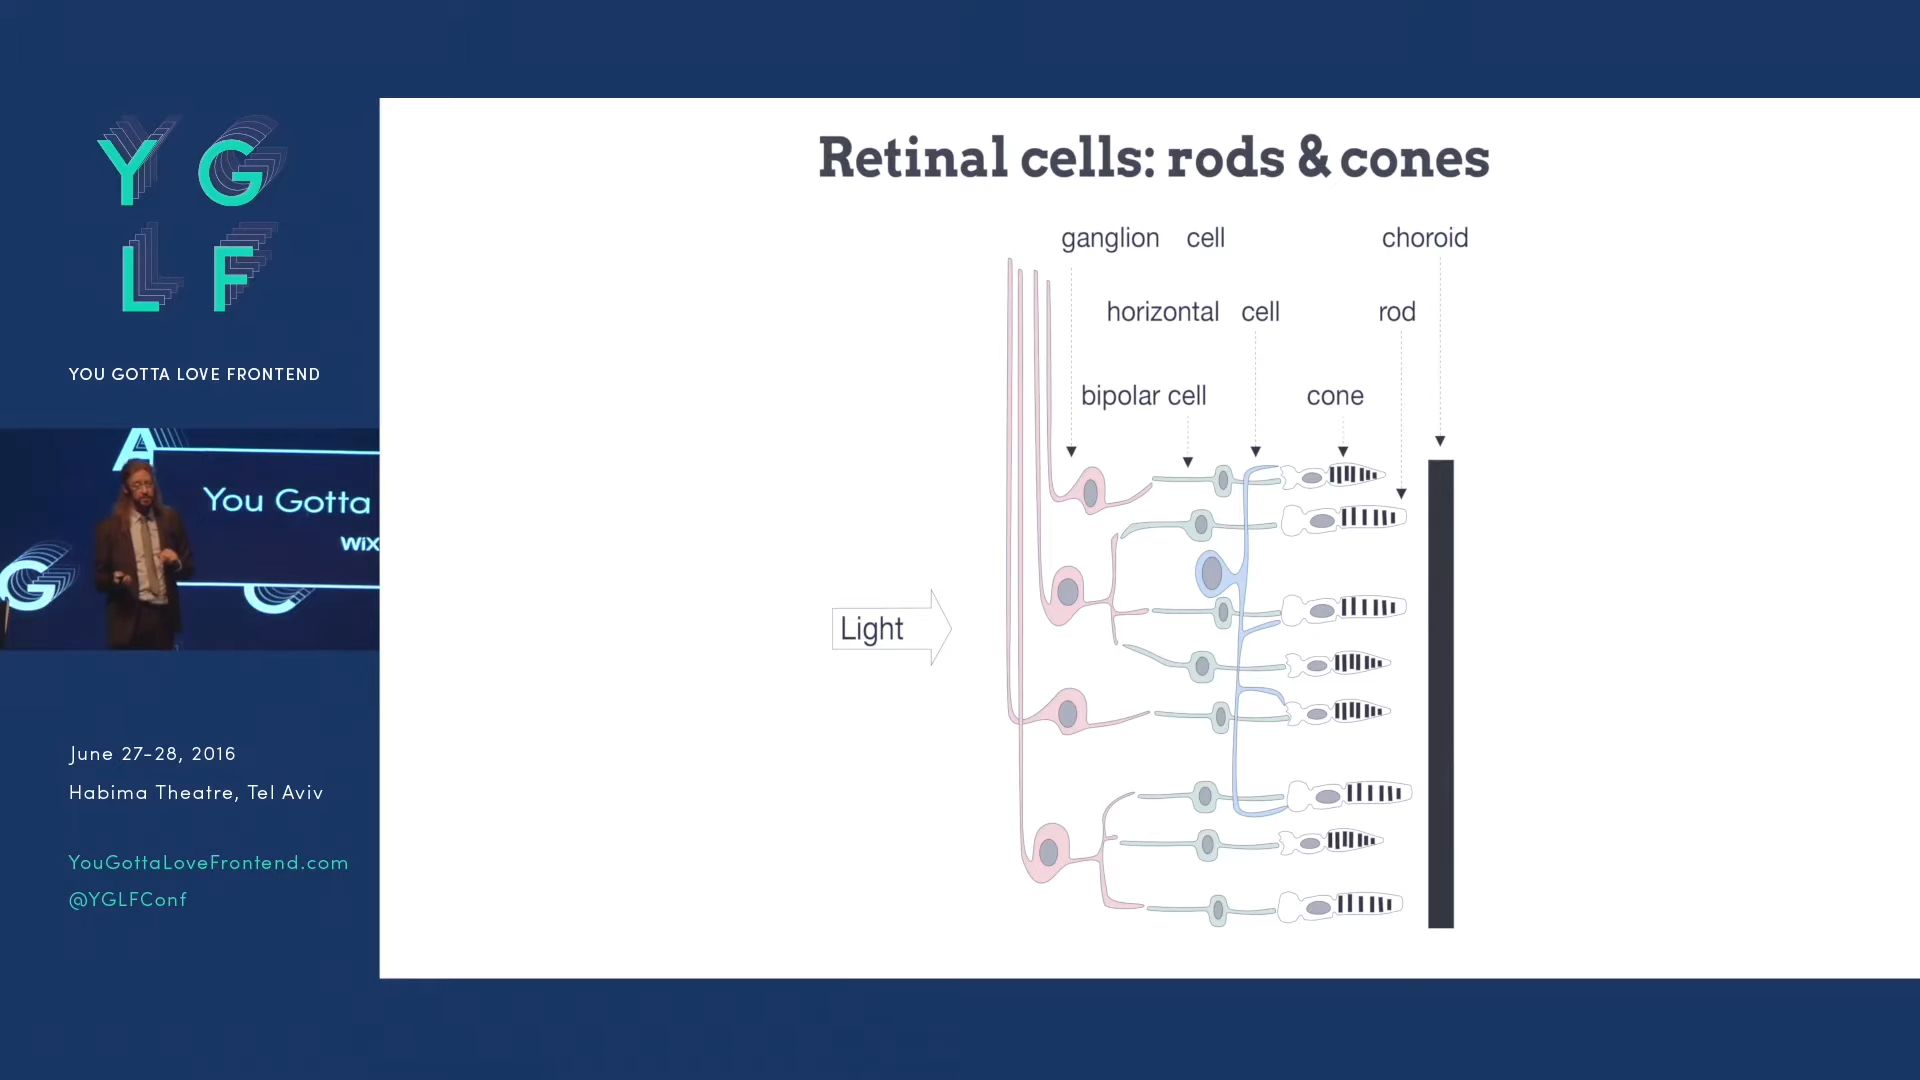 Y G
L F
YOU GOTTA LOVE FRONTEND
A
You Gotta
WiX
G
June 27-28, 2016
Habima Theatre, Tel Aviv
YouGottaLoveFrontend.com
@YGLFConf
Retinal cells: rods & cones
ganglion cell
choroid
horizontal cell
rod
bipolar cell
cone
Light